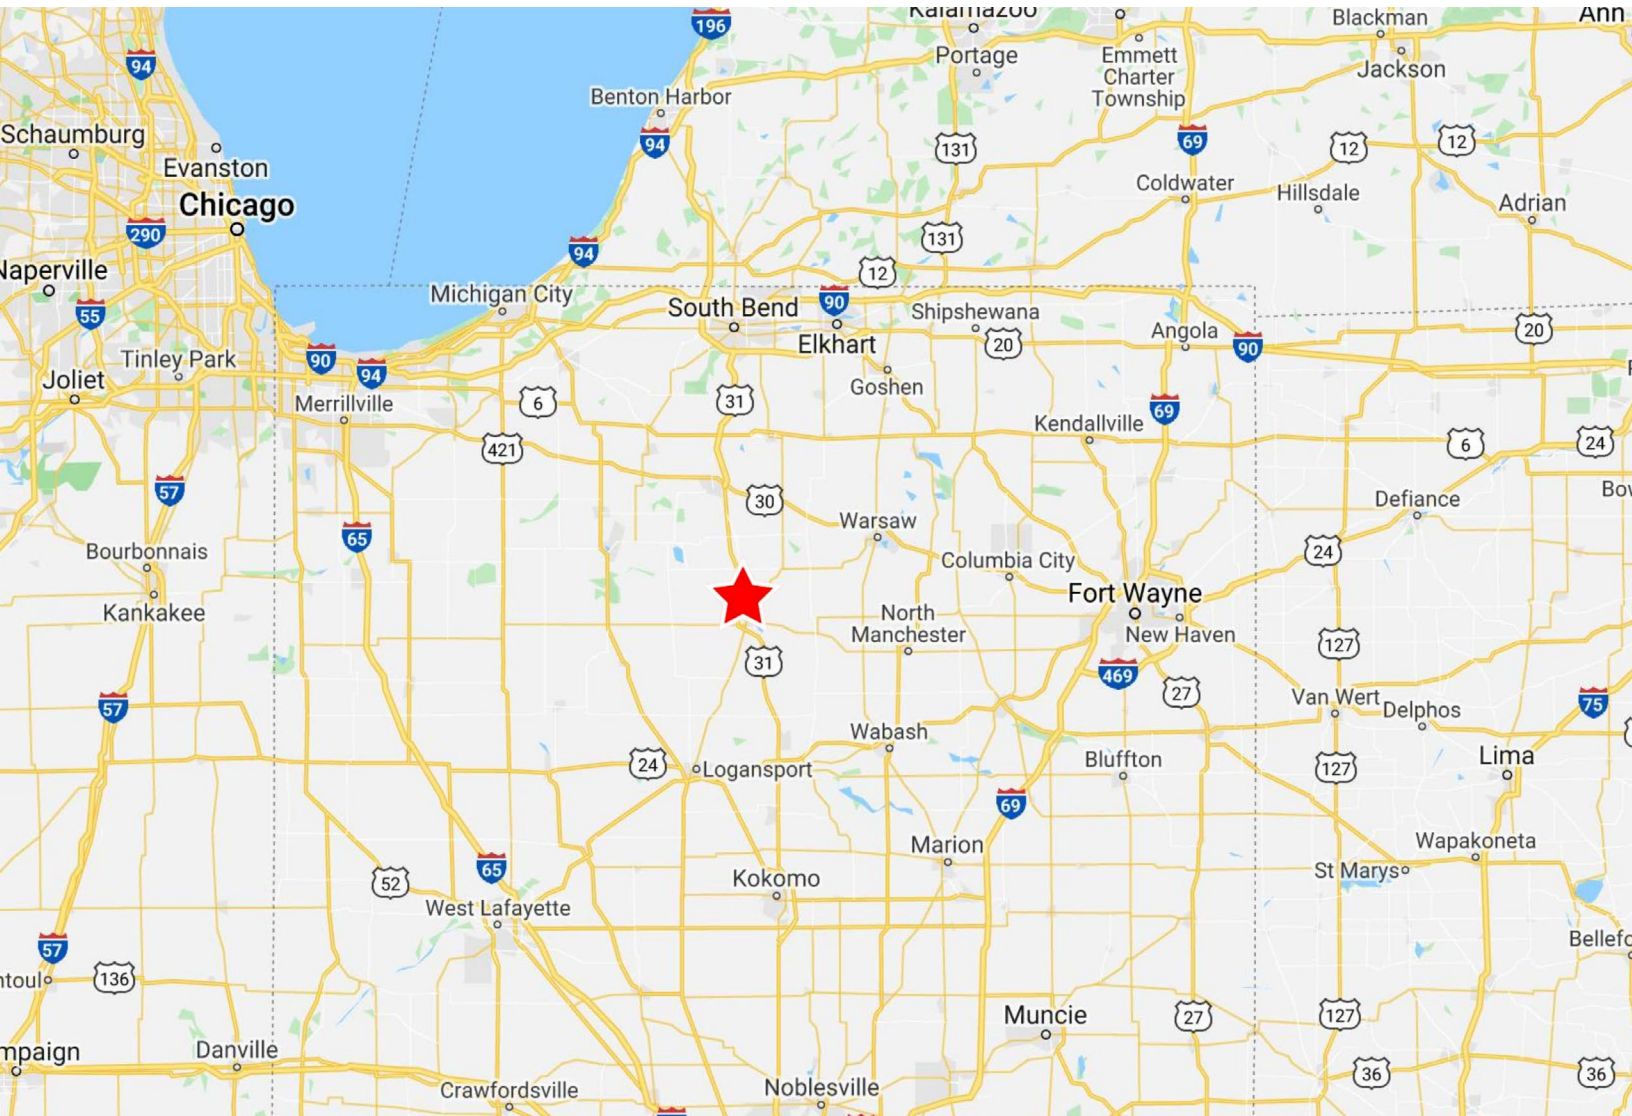 196
Kalamazoo
Blackman
Ann
94
Portage
Emmett
Charter
Township
Jackson
Benton Harbor
Schaumburg
94
131
69
12
12
Evanston
Coldwater
Hillsdale
Adrian
Chicago
290
131
94
12
Naperville
Michigan City
South Bend
90
Shipshewana
55
20
Angola
20
Tinley Park
90
94
Elkhart
90
Joliet
Goshen
Merrillville
6
31
69
Kendallville
421
6
24
57
30
Defiance
Bow
65
Warsaw
Bourbonnais
Columbia City
24
Kankakee
Fort Wayne
North
Manchester
New Haven
127
31
469
27
57
Van Wert
Delphos
75
Wabash
24
Logansport
Bluffton
127
Lima
69
Marion
Wapakoneta
65
52
Kokomo
St Marys
West Lafayette
57
Bellefo
ntoul
136
Muncie
27
127
mpaign
Danville
36
36
Crawfordsville
Noblesville